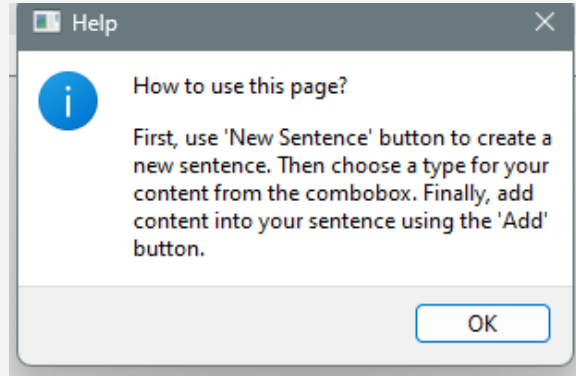 Help
How to use this page?
First, use 'New Sentence' button to create a
new sentence. Then choose a type for your
content from the combobox. Finally, add
content into your sentence using the 'Add'
button.
OK